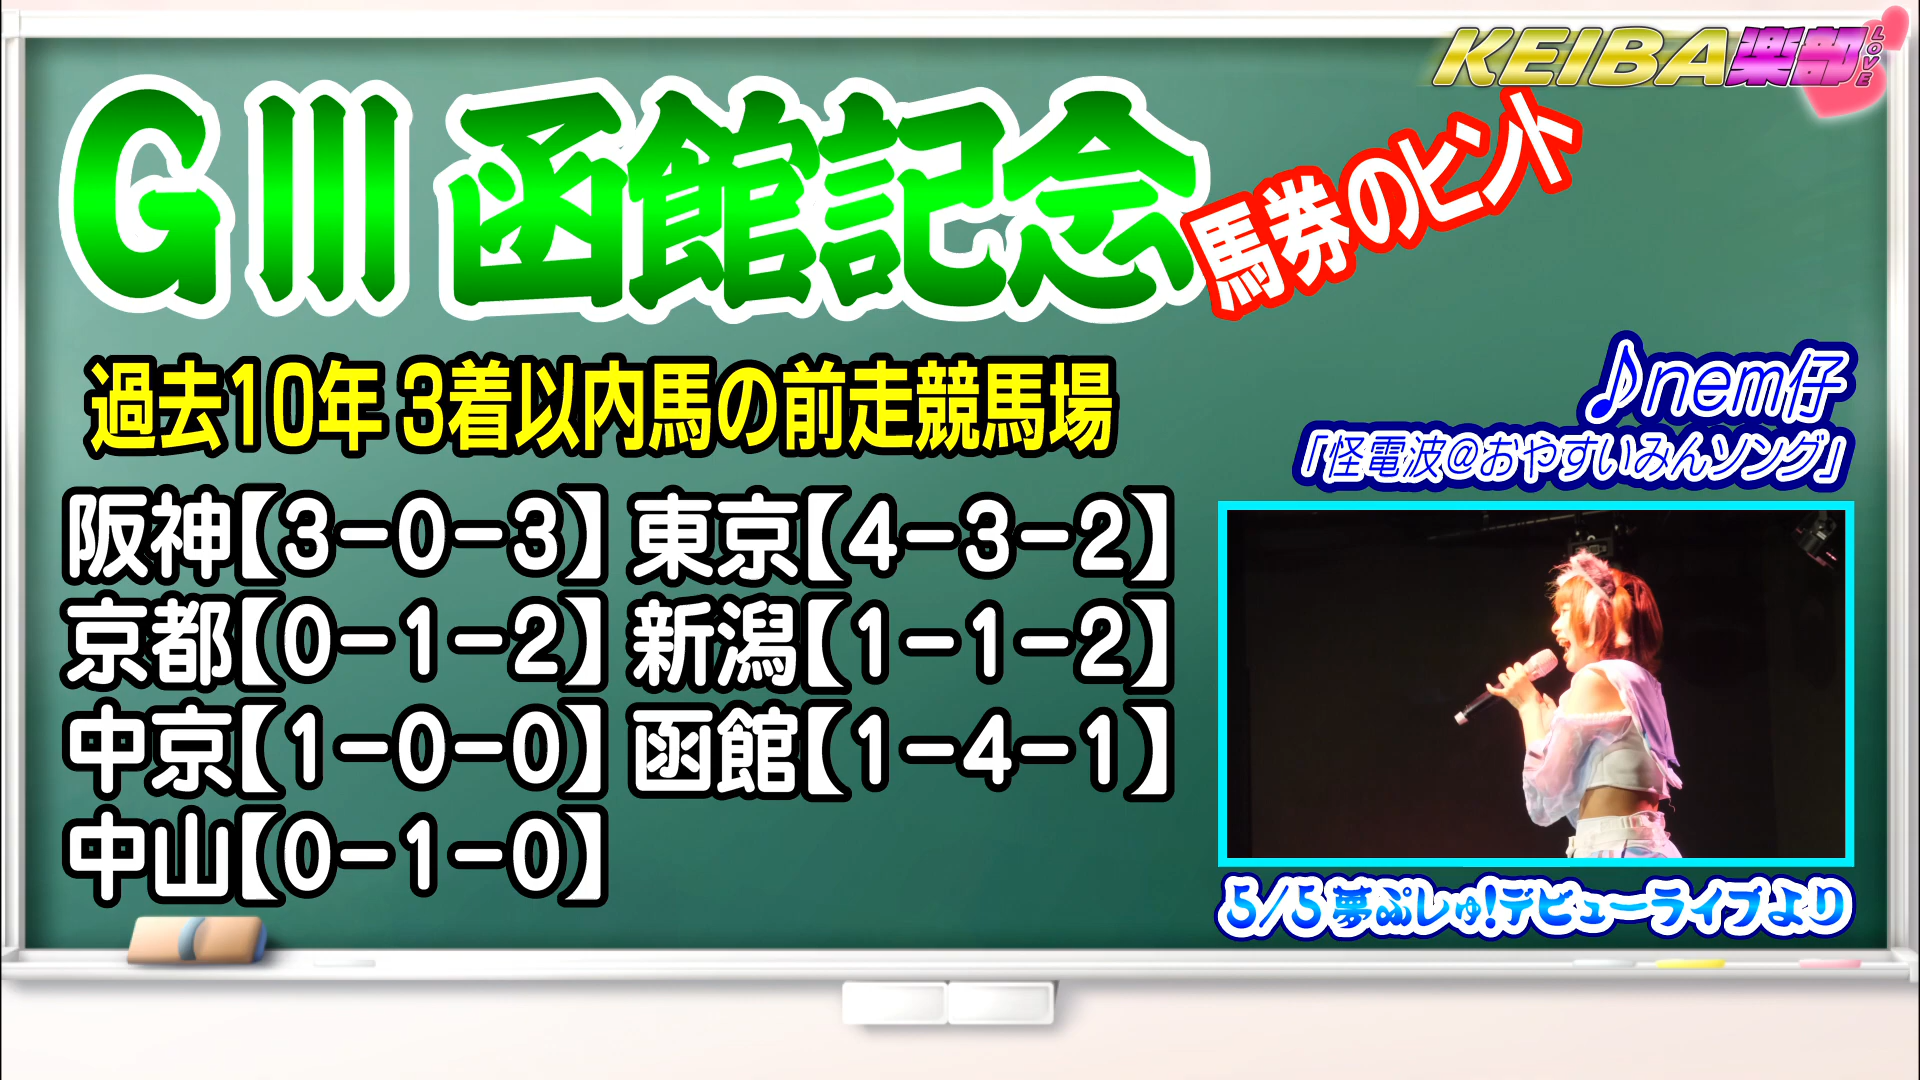 KEIBA楽部LOVE
GIII 函館記念
馬券のヒント
過去10年 3着以内馬の前走競馬場
阪神【3-0-3】 東京【4-3-2】
京都【0-1-2】 新潟【1-1-2】
中京【1-0-0】 函館【1-4-1】
中山【0-1-0】
♪nem仔
「怪電波@おやすいみんソング」
5/5 夢ぷしゅ!デビューライブより